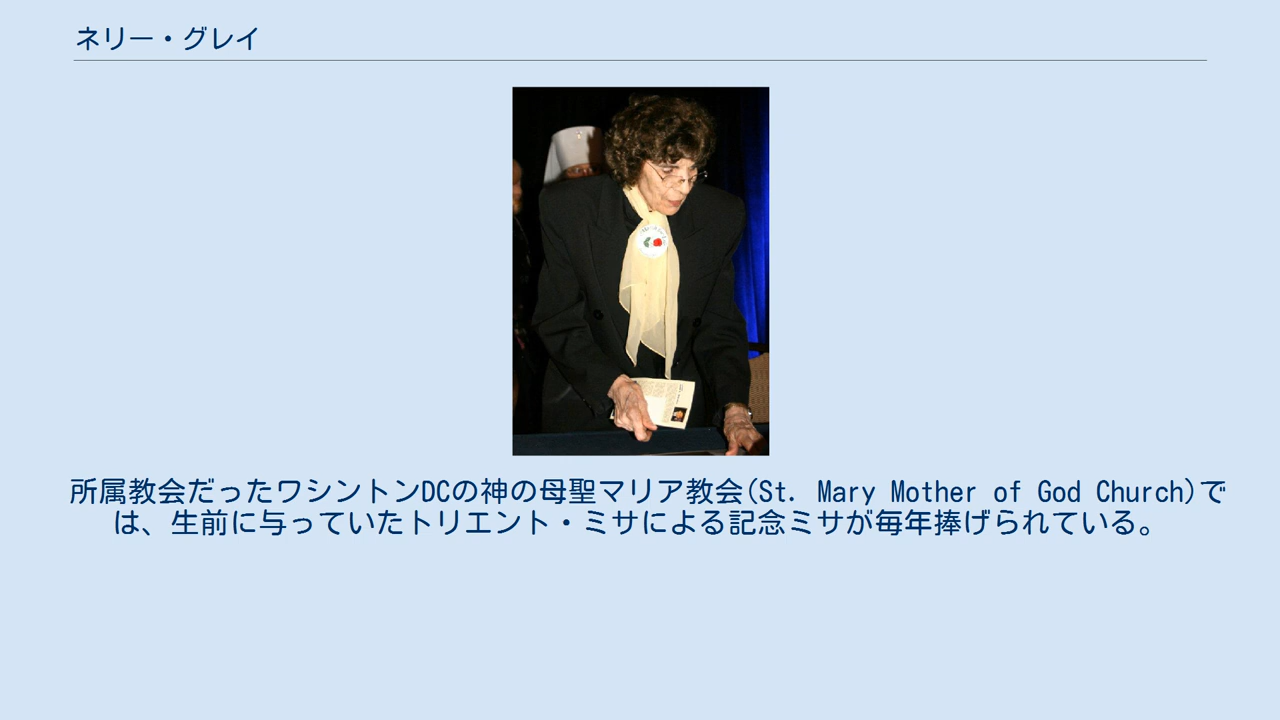 ネリー・グレイ
所属教会だったワシントンDCの神の母聖マリア教会(St. Mary Mother of God Church)で
は、生前に与っていたトリエント・ミサによる記念ミサが毎年捧げられている。